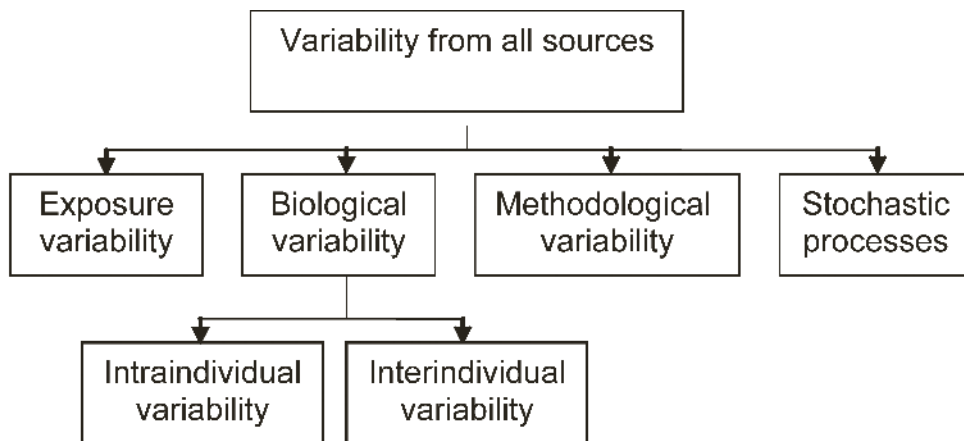 Variability from all sources
Exposure
variability
Biological
variability
Methodological
variability
Stochastic
processes
Intraindividual
variability
Interindividual
variability